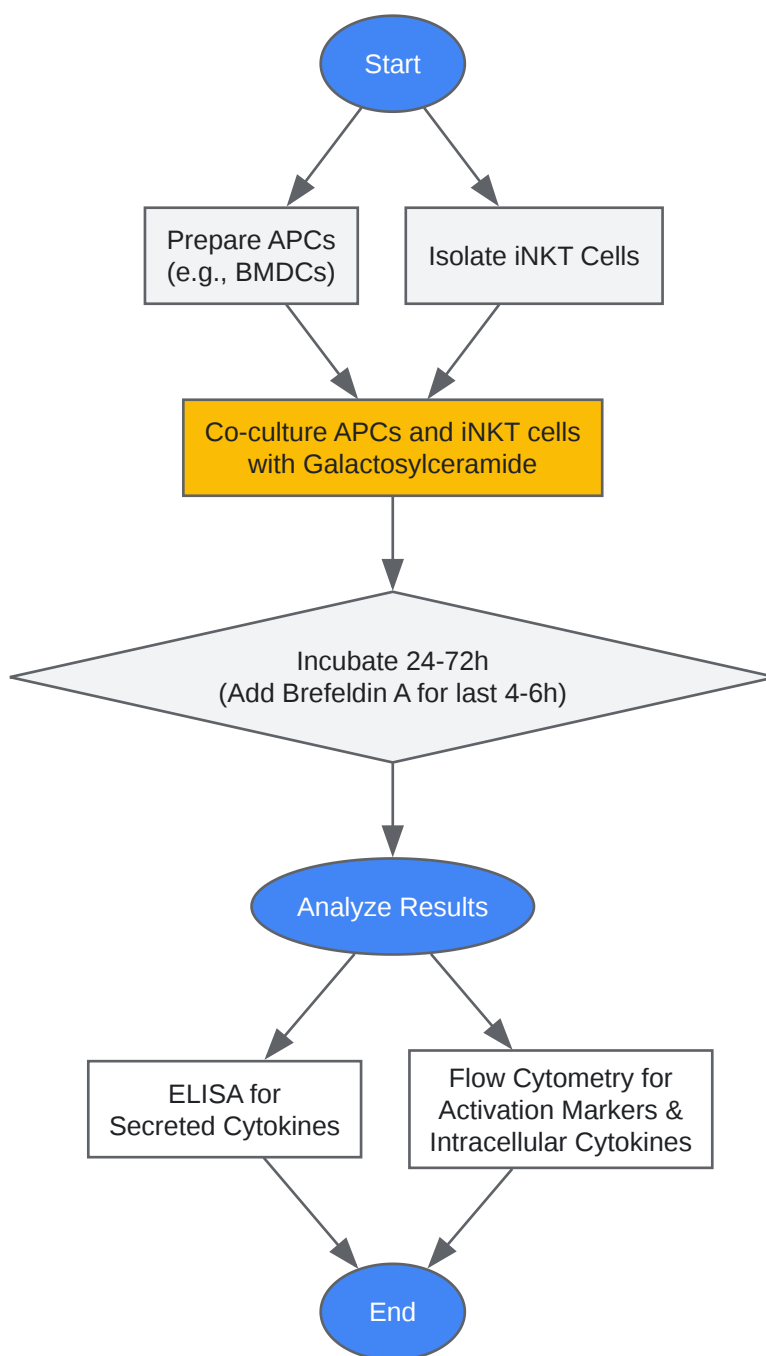 Start
Prepare APCs
(e.g., BMDCs)
Isolate iNKT Cells
Co-culture APCs and iNKT cells
with Galactosylceramide
Incubate 24-72h
(Add Brefeldin A for last 4-6h)
Analyze Results
ELISA for
Secreted Cytokines
Flow Cytometry for
Activation Markers &
Intracellular Cytokines
End